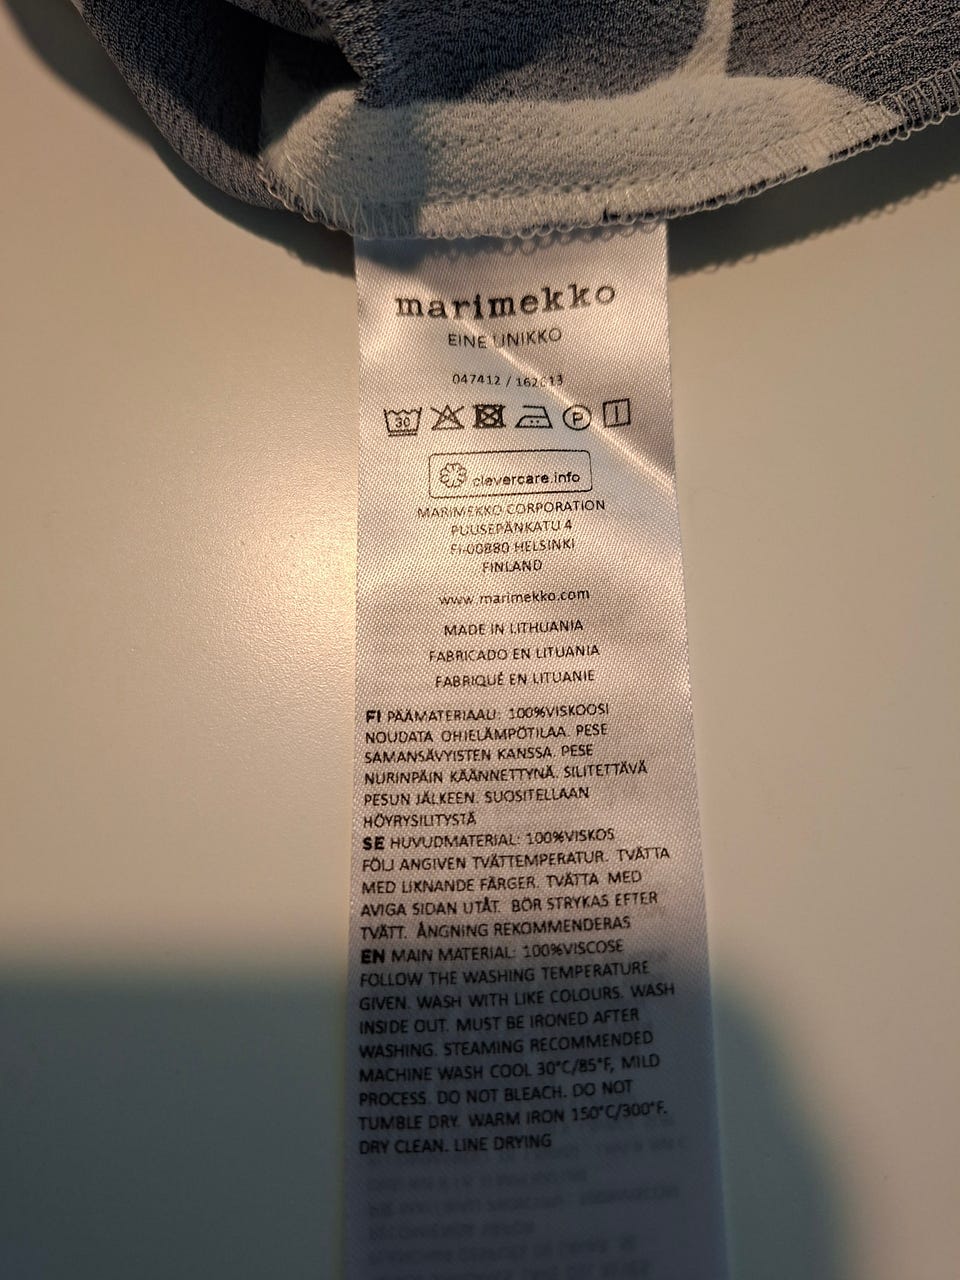 marimekko
EINE UNIKKO
047412 /
30
P
clevercare.info
MARIMEKKO CORPORATION
PUUSEPÄNKATU 4
FI-00880 HELSINKI
FINLAND
www.marimekko.com
MADE IN LITHUANIA
FABRICADO EN LITUANIA
FABRIQUÉ EN LITUANIE
FI PÄÄMATERIAALI: 100%VISKOOSI
NOUDATA OHJELÄMPÖTILAA. PESE
SAMANSÄVYISTEN KANSSA. PESE
NURINPÄIN KÄÄNNETTYNÄ. SILITETTÄVÄ
PESUN JÄLKEEN. SUOSITELLAAN
HÖYRYSILITYSTÄ
SE HUVUDMATERIAL: 100%VISKOS
FÖLJ ANGIVEN TVÄTTEMPERATUR. TVÄTTA
MED LIKNANDE FÄRGER. TVÄTTA MED
AVIGA SIDAN UTÅT. BÖR STRYKAS EFTER
TVÄTT. ÅNGNING REKOMMENDERAS
EN MAIN MATERIAL: 100%VISCOSE
FOLLOW THE WASHING TEMPERATURE
GIVEN. WASH WITH LIKE COLOURS. WASH
INSIDE OUT. MUST BE IRONED AFTER
WASHING. STEAMING RECOMMENDED
MACHINE WASH COOL 30°C/85°F, MILD
PROCESS. DO NOT BLEACH. DO NOT
TUMBLE DRY. WARM IRON 150°C/300°F.
DRY CLEAN. LINE DRYING